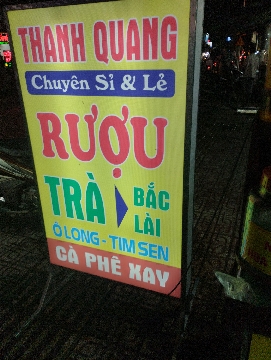 THANH QUANG
Chuyên Sỉ & Lẻ
RƯỢU
TRÀ BẮC
LÀI
Ô LONG - TIM SEN
CÀ PHÊ XAY